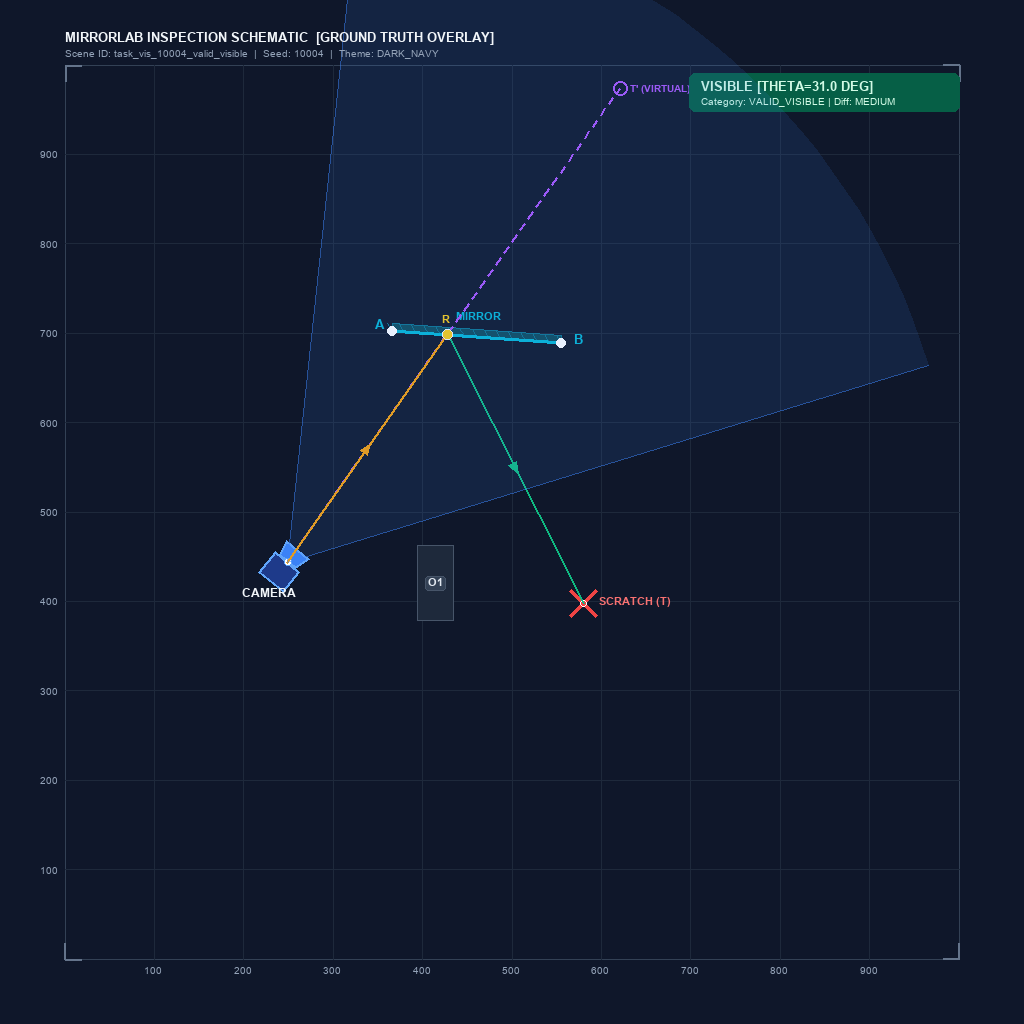 MIRRORLAB INSPECTION SCHEMATIC [GROUND TRUTH OVERLAY]
Scene ID: task_vis_10004_valid_visible | Seed: 10004 | Theme: DARK_NAVY
VISIBLE [THETA=31.0 DEG]
Category: VALID_VISIBLE | Diff: MEDIUM
T' (VIRTUAL)
900
800
R MIRROR
A
700
B
600
500
O1
CAMERA
400
SCRATCH (T)
300
200
100
100 200 300 400 500 600 700 800 900